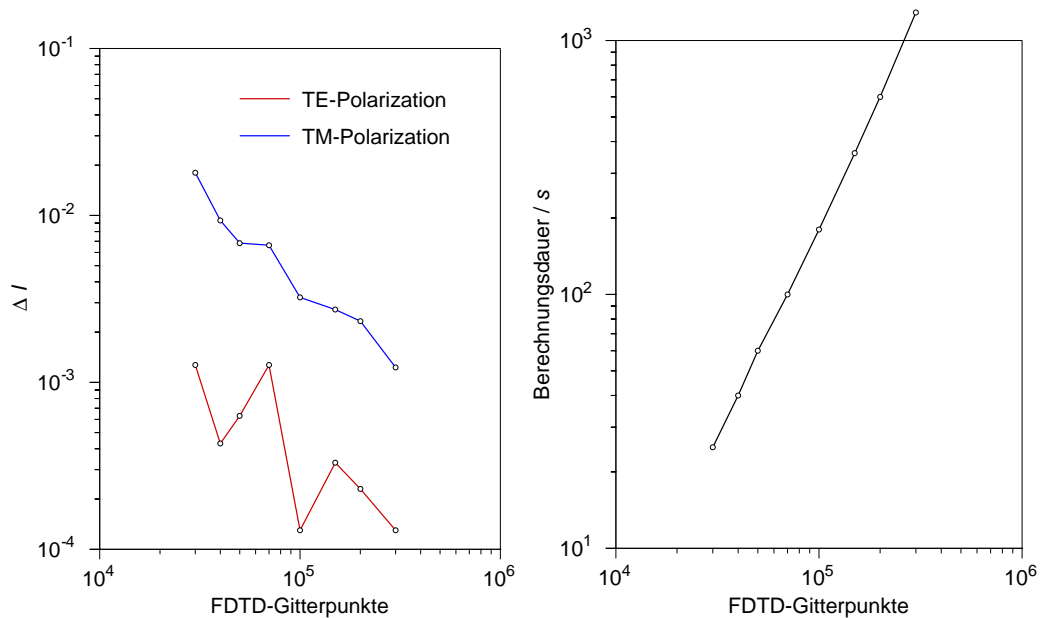 10^-1
10^-2
10^-3
10^-4
Δ I
TE-Polarization
TM-Polarization
10^4
10^5
10^6
FDTD-Gitterpunkte
10^3
10^2
10^1
Berechnungsdauer / s
10^4
10^5
10^6
FDTD-Gitterpunkte